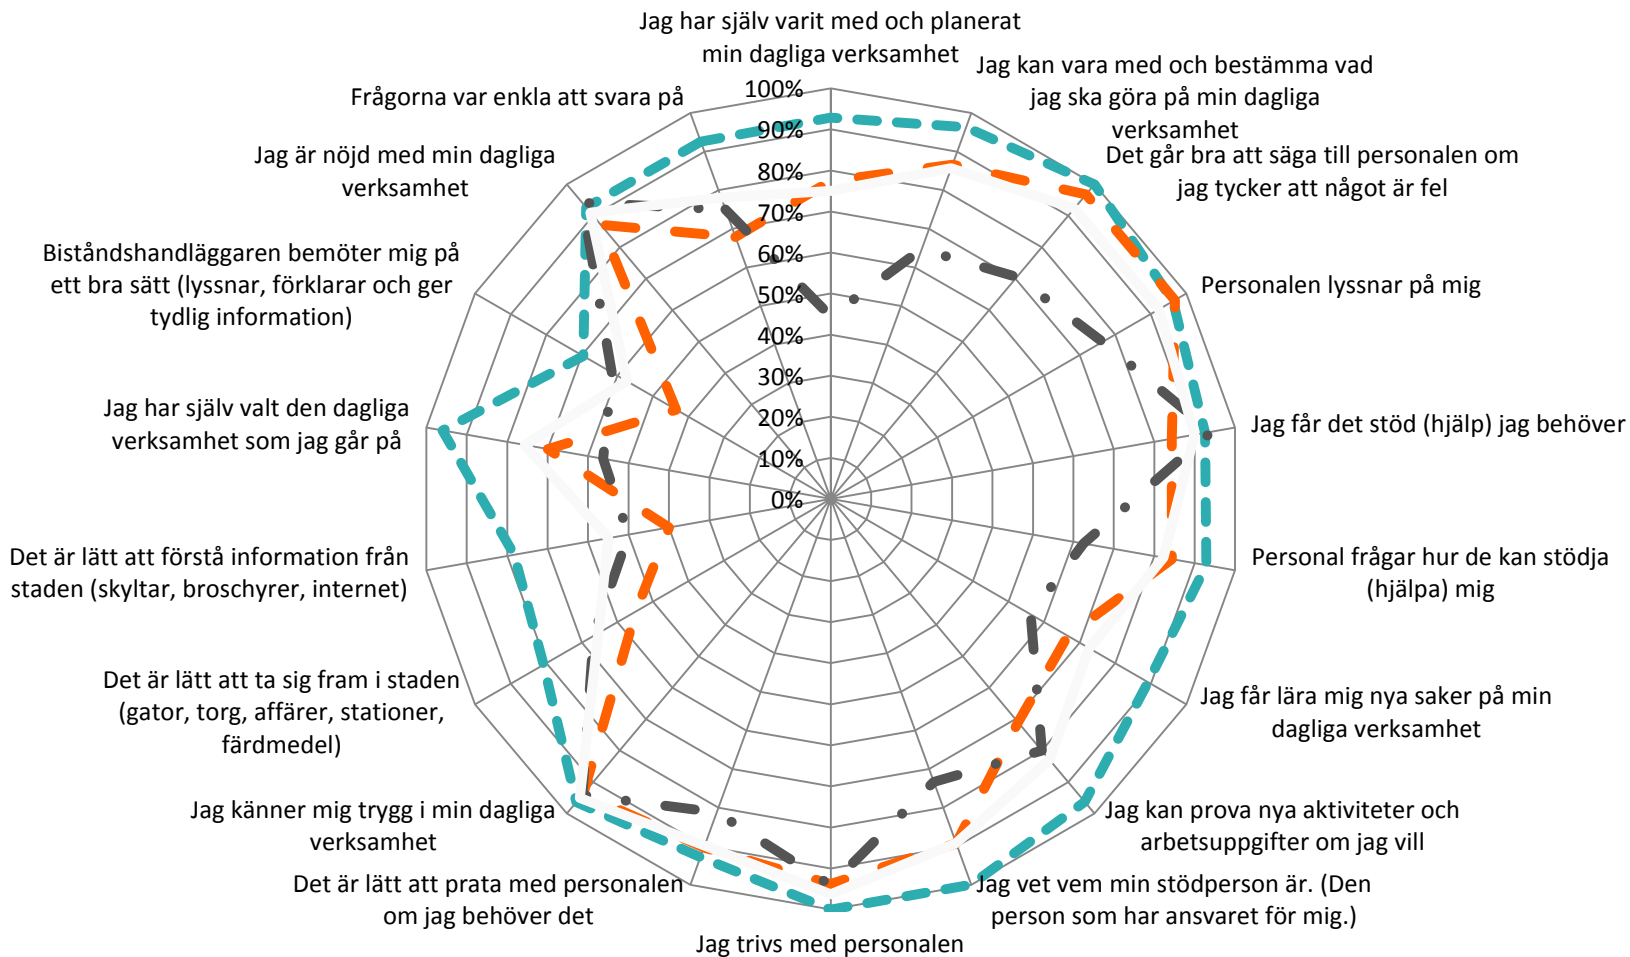 Jag har själv varit med och planerat
min dagliga verksamhet
Jag kan vara med och bestämma vad
jag ska göra på min dagliga
verksamhet
Det går bra att säga till personalen om
jag tycker att något är fel
Personalen lyssnar på mig
Jag får det stöd (hjälp) jag behöver
Personal frågar hur de kan stödja
(hjälpa) mig
Jag får lära mig nya saker på min
dagliga verksamhet
Jag kan prova nya aktiviteter och
arbetsuppgifter om jag vill
Jag vet vem min stödperson är. (Den
person som har ansvaret för mig.)
Jag trivs med personalen
Det är lätt att prata med personalen
om jag behöver det
Jag känner mig trygg i min dagliga
verksamhet
Det är lätt att ta sig fram i staden
(gator, torg, affärer, stationer,
färdmedel)
Det är lätt att förstå information från
staden (skyltar, broschyrer, internet)
Jag har själv valt den dagliga
verksamhet som jag går på
Biståndshandläggaren bemöter mig på
ett bra sätt (lyssnar, förklarar och ger
tydlig information)
Jag är nöjd med min dagliga
verksamhet
Frågorna var enkla att svara på
100%
90%
80%
70%
60%
50%
40%
30%
20%
10%
0%